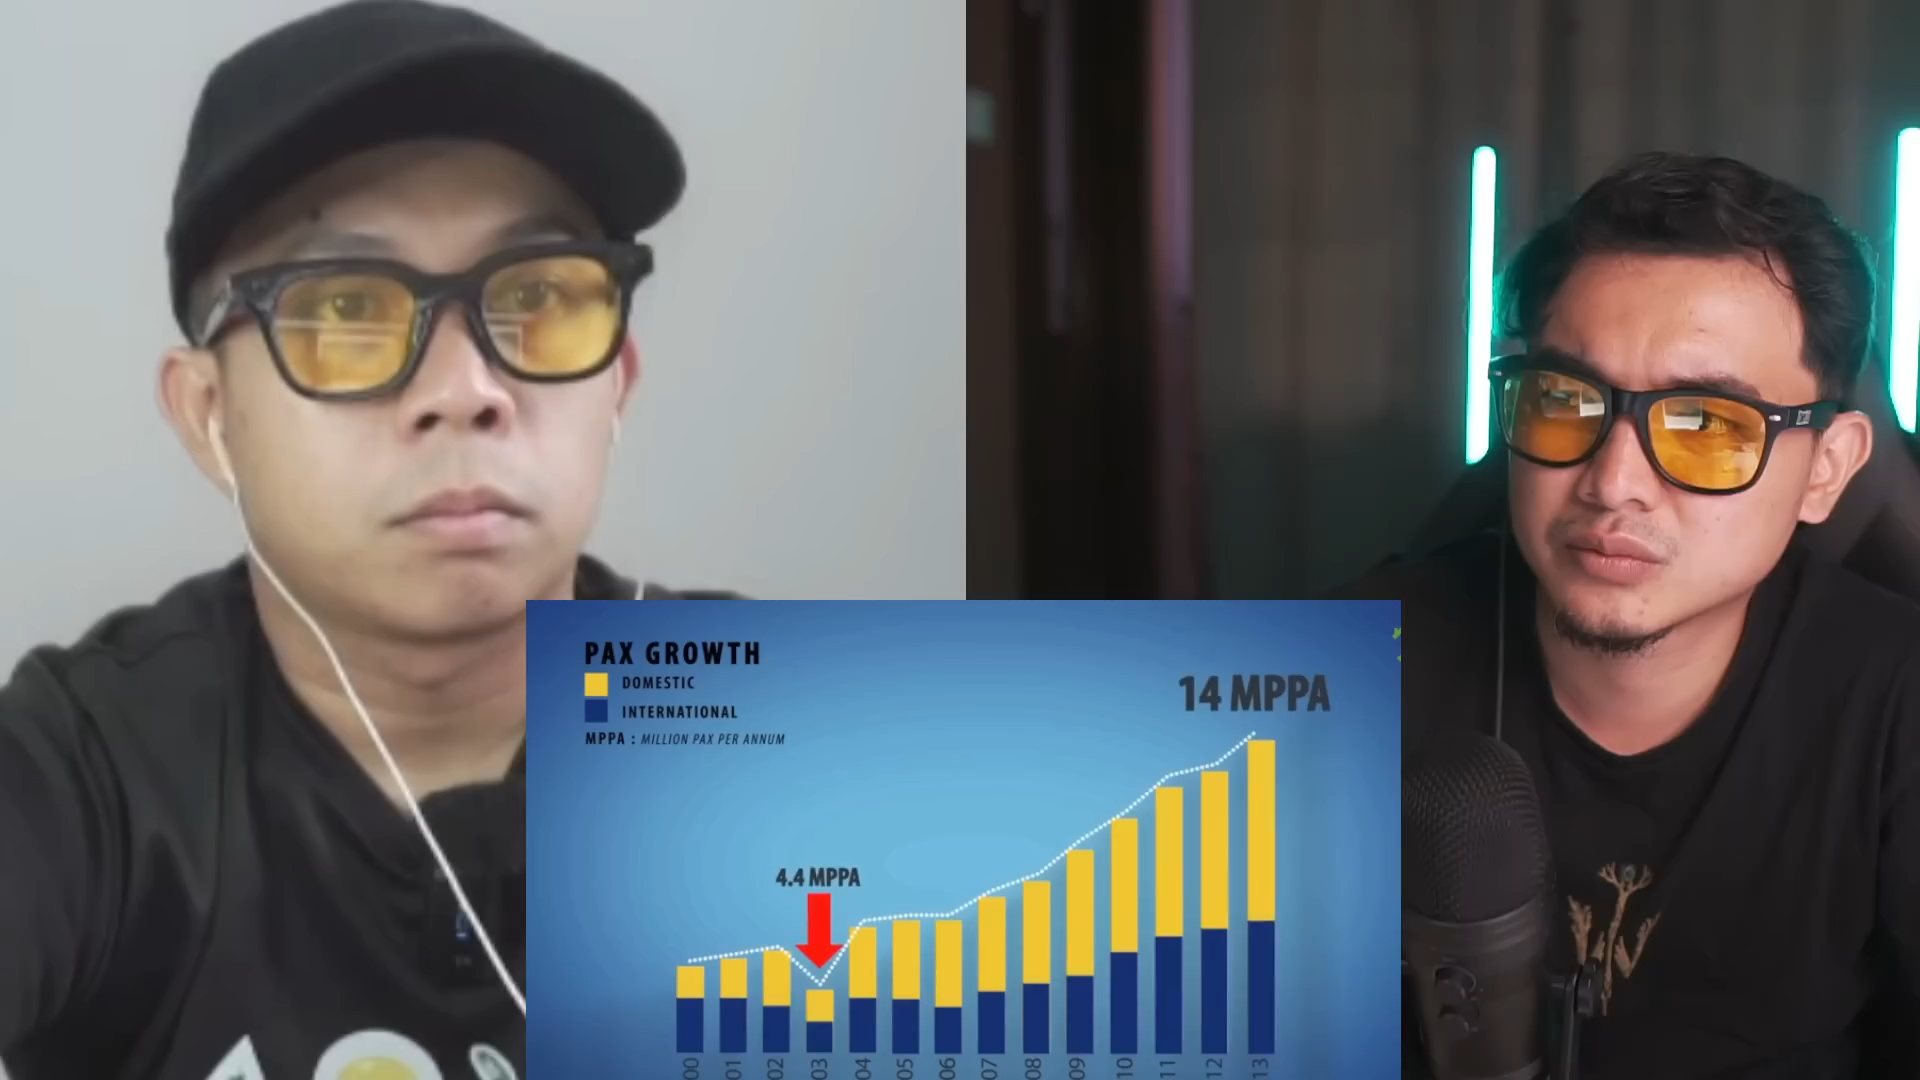 PAX GROWTH
DOMESTIC
INTERNATIONAL
MPPA : MILLION PAX PER ANNUM
14 MPPA
4.4 MPPA
00 01 02 03 04 05 06 07 08 09 10 11 12 13